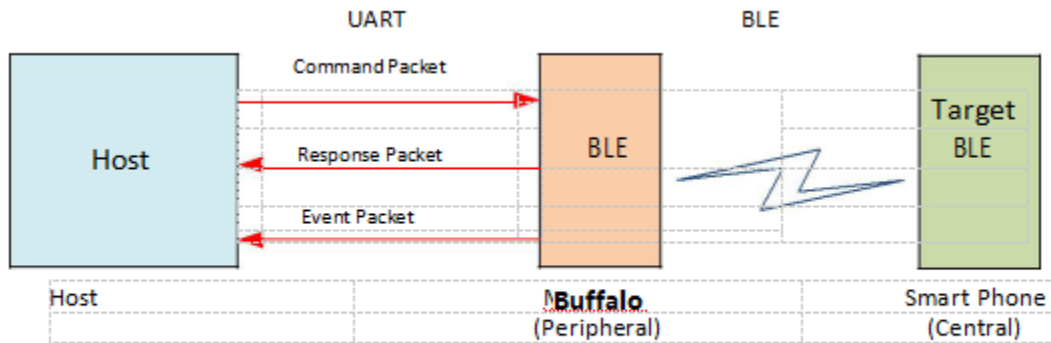 UART
BLE
Command Packet
Host
Response Packet
Event Packet
BLE
Target
BLE
Host
Buffalo
(Peripheral)
Smart Phone
(Central)